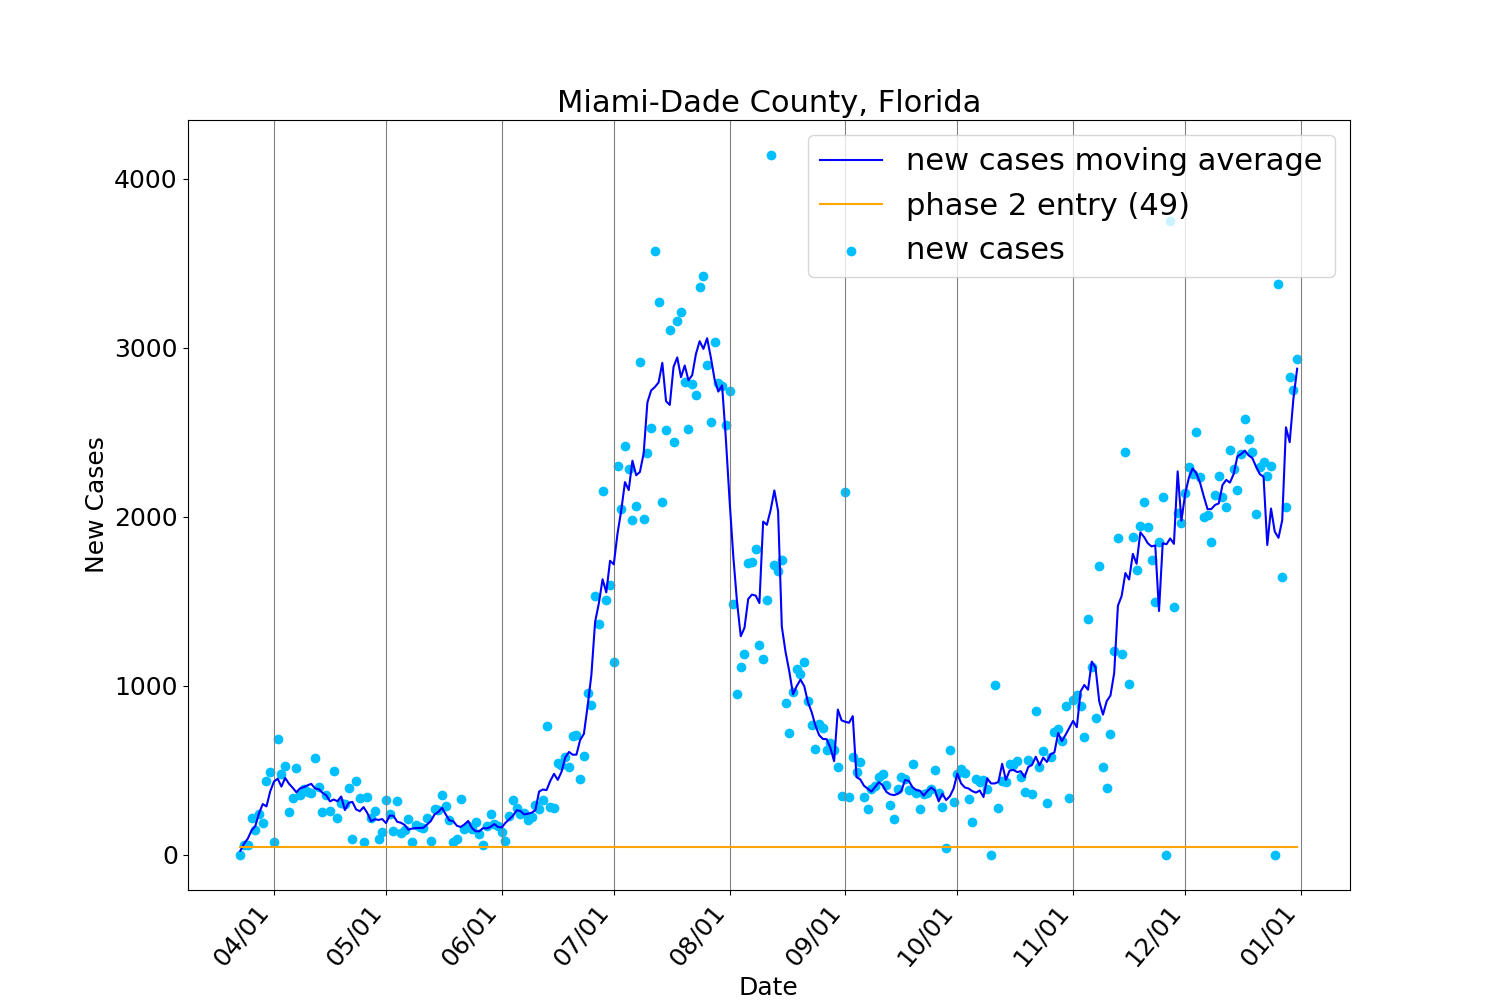 Miami-Dade County, Florida
new cases moving average
phase 2 entry (49)
new cases
4000
3000
2000
1000
0
New Cases
04/01
05/01
06/01
07/01
08/01
09/01
10/01
11/01
12/01
01/01
Date